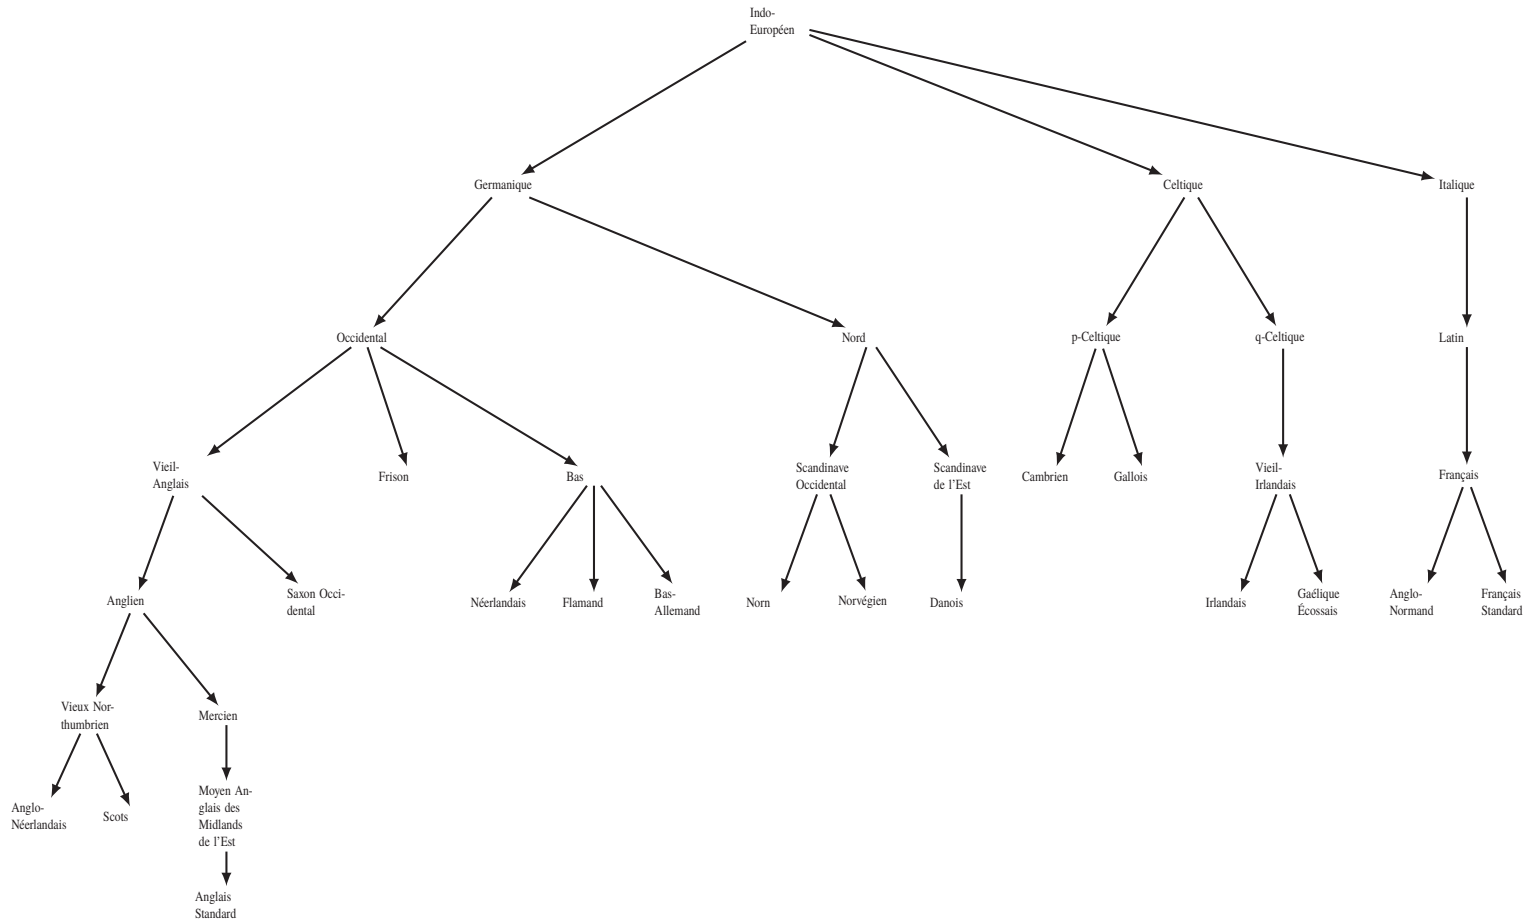 Indo-
Européen
Germanique
Celtique
Italique
Occidental
Nord
p-Celtique
q-Celtique
Latin
Vieil-
Anglais
Frison
Bas
Scandinave
Occidental
Scandinave
de l'Est
Cambrien
Gallois
Vieil-
Irlandais
Français
Anglien
Saxon Occi-
dental
Néerlandais
Flamand
Bas-
Allemand
Norn
Norvégien
Danois
Irlandais
Gaélique
Écossais
Anglo-
Normand
Français
Standard
Vieux Nor-
thumbrien
Mercien
Anglo-
Néerlandais
Scots
Moyen An-
glais des
Midlands
de l'Est
Anglais
Standard